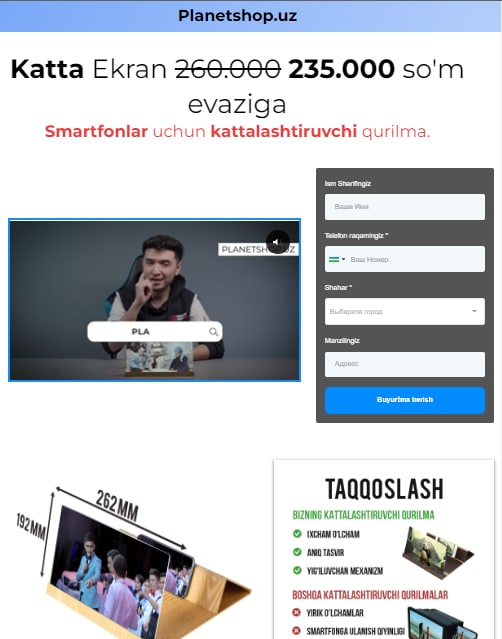 Planetshop.uz
Katta Ekran 260.000 235.000 so'm
evaziga
Smartfonlar uchun kattalashtiruvchi qurilma.
PLANETSHOP.UZ
PLA
Ism Sharifingiz
Ваше Имя
Telefon raqamingiz *
Ваш Номер
Shahar *
Выберите город
Manzilingiz
Адресс
Buyurtma berish
262MM
192MM
TAQQOSLASH
BIZNING KATTALASHTIRUVCHI QURILMA
IXCHAM O'LCHAM
ANIQ TASVIR
YIG'ILUVCHAN MEXANIZM
BOSHQA KATTALASHTIRUVCHI QURILMALAR
YIRIK O'LCHAMLAR
SMARTFONGA ULANISH QIYINLIGI